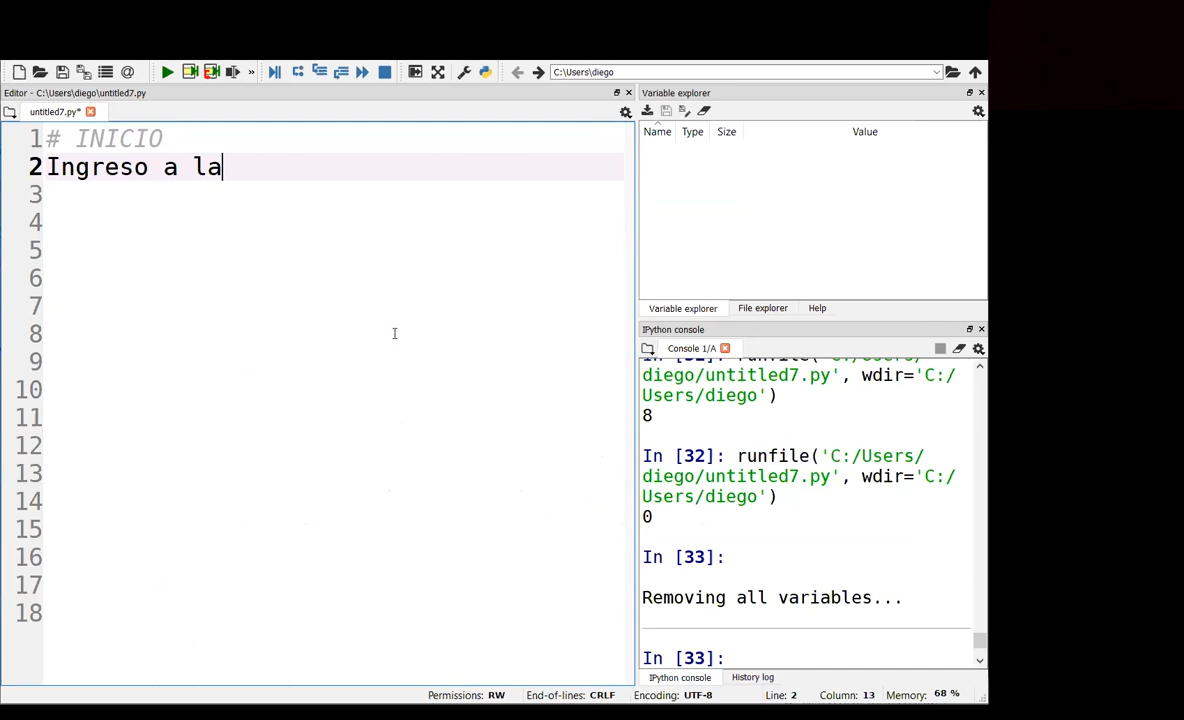 @
»
C:\Users\diego
Editor - C:\Users\diego\untitled7.py
untitled7.py*
1 # INICIO
2 Ingreso a la
3
4
5
6
7
8
9
10
11
12
13
14
15
16
17
18
Variable explorer
Name Type Size Value
Variable explorer File explorer Help
IPython console
Console 1/A
In [31]: runfile('C:/Users/
diego/untitled7.py', wdir='C:/
Users/diego')
8
In [32]: runfile('C:/Users/
diego/untitled7.py', wdir='C:/
Users/diego')
0
In [33]:
Removing all variables...
In [33]:
IPython console History log
Permissions: RW End-of-lines: CRLF Encoding: UTF-8 Line: 2 Column: 13 Memory: 68 %